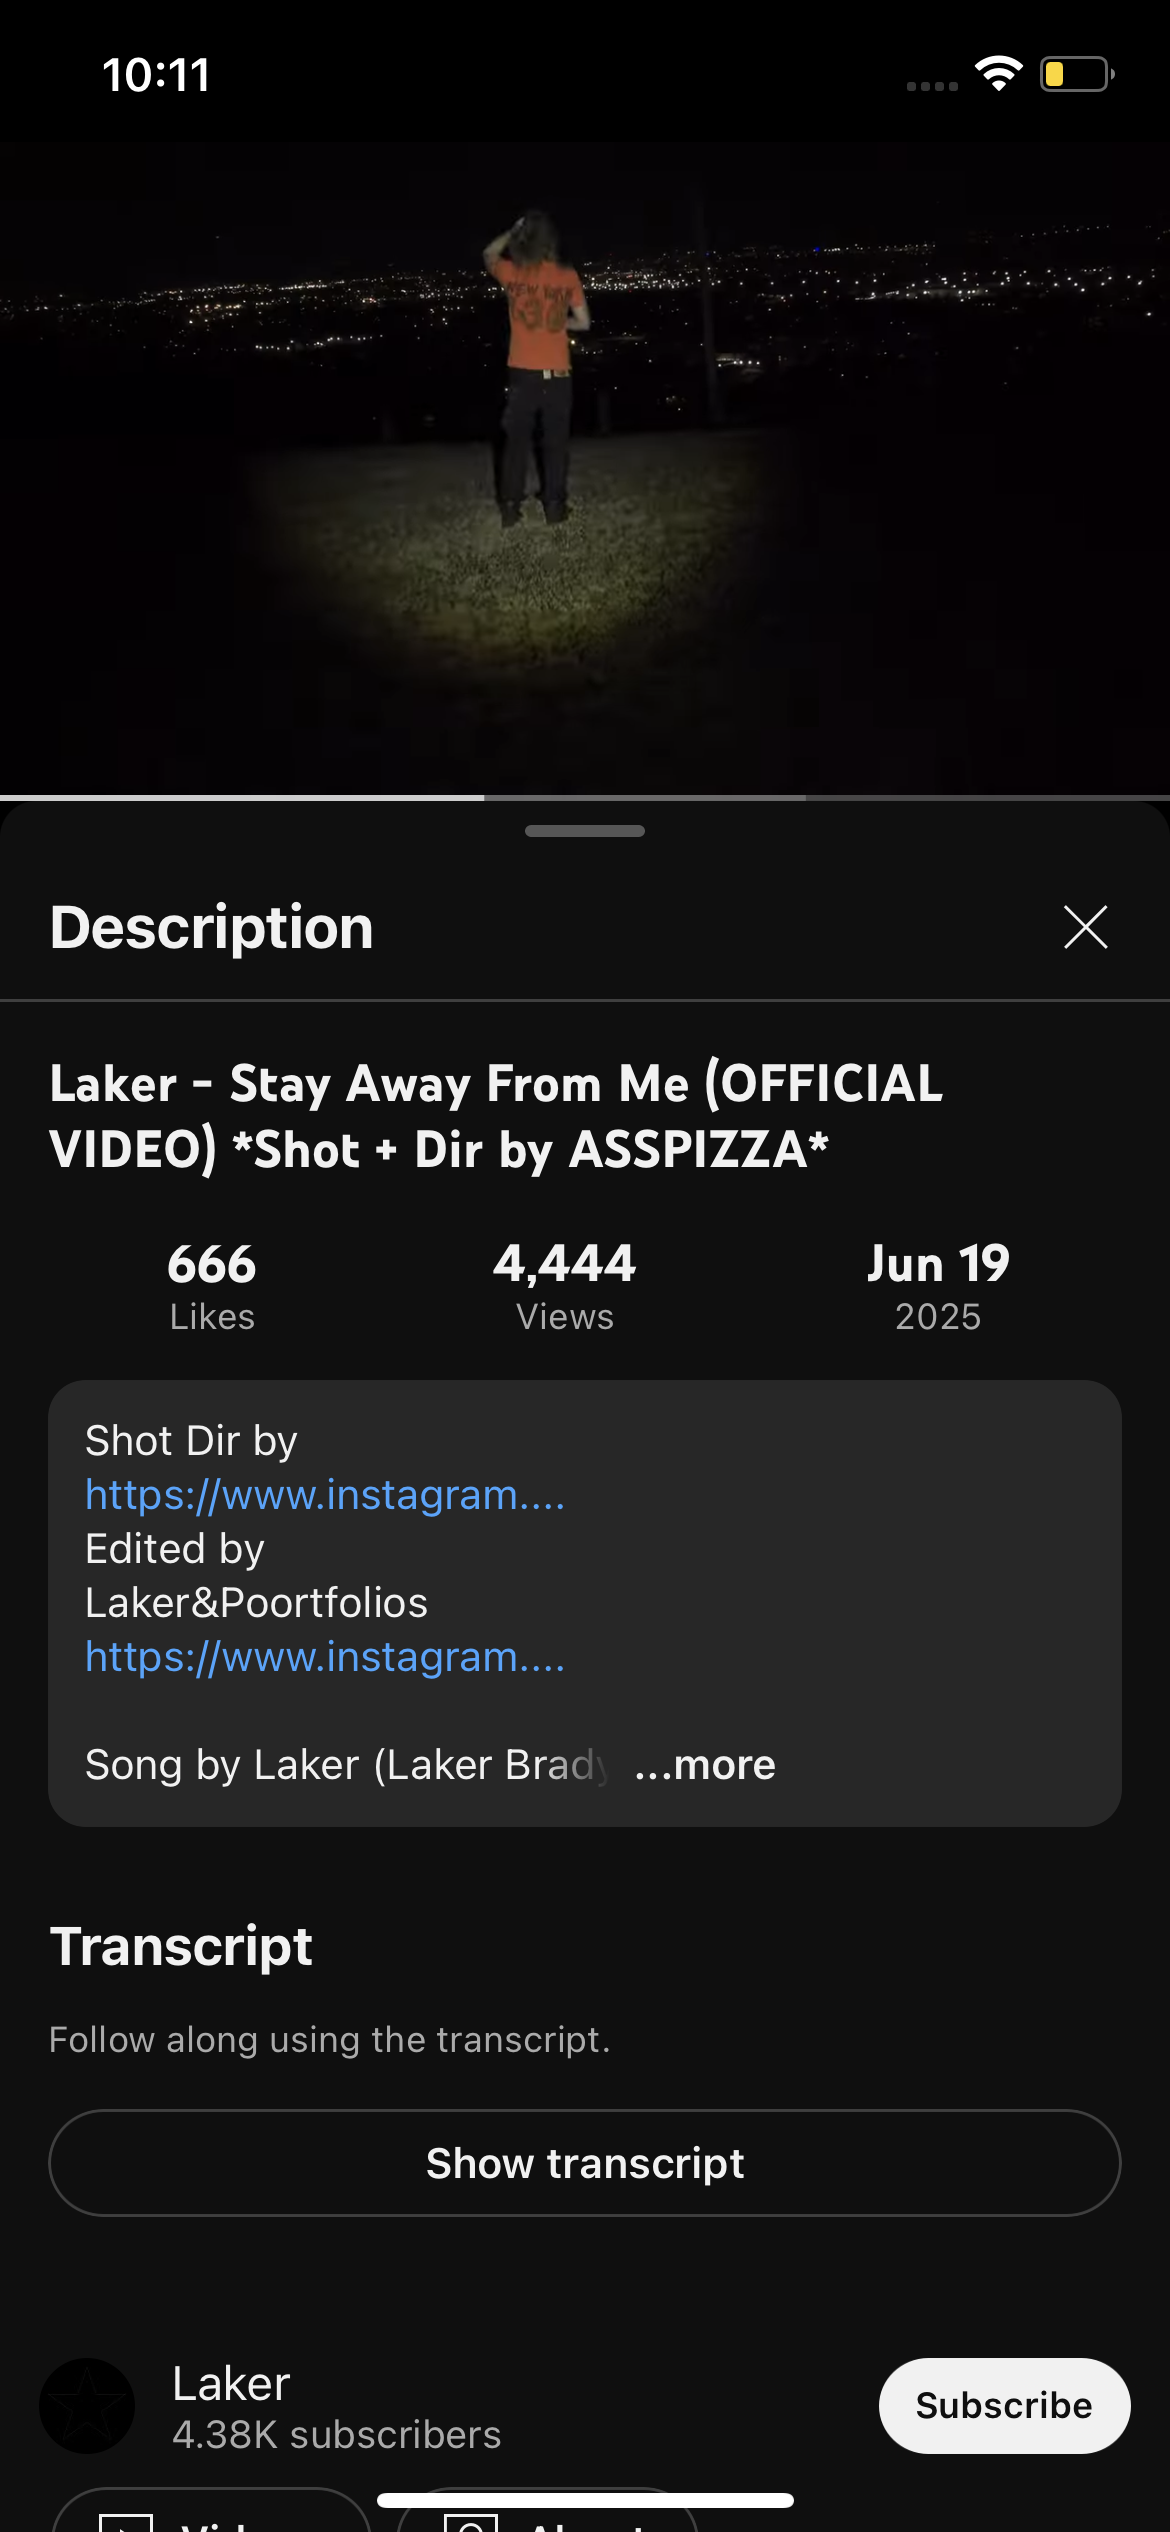 10:11
NEW YORK
Description
Laker - Stay Away From Me (OFFICIAL
VIDEO) *Shot + Dir by ASSPIZZA*
666
4,444
Jun 19
Likes
Views
2025
Shot Dir by
https://www.instagram....
Edited by
Laker&Poortfolios
https://www.instagram....
Song by Laker (Laker Brady ...more
Transcript
Follow along using the transcript.
Show transcript
Laker
4.38K subscribers
Subscribe